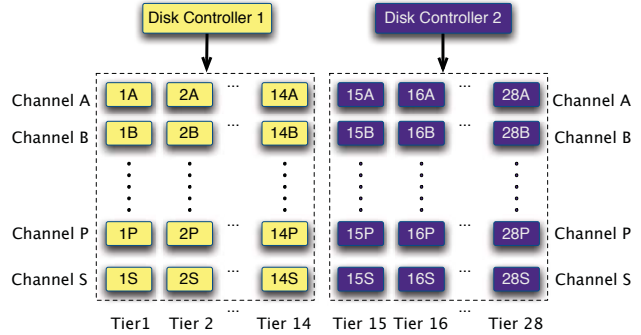 Disk Controller 1 Disk Controller 2
Channel A 1A 2A ... 14A 15A 16A ... 28A Channel A
Channel B 1B 2B ... 14B 15B 16B ... 28B Channel B
Channel P 1P 2P ... 14P 15P 16P ... 28P Channel P
Channel S 1S 2S ... 14S 15S 16S ... 28S Channel S
Tier1 Tier 2 ... Tier 14 Tier 15 Tier 16 ... Tier 28